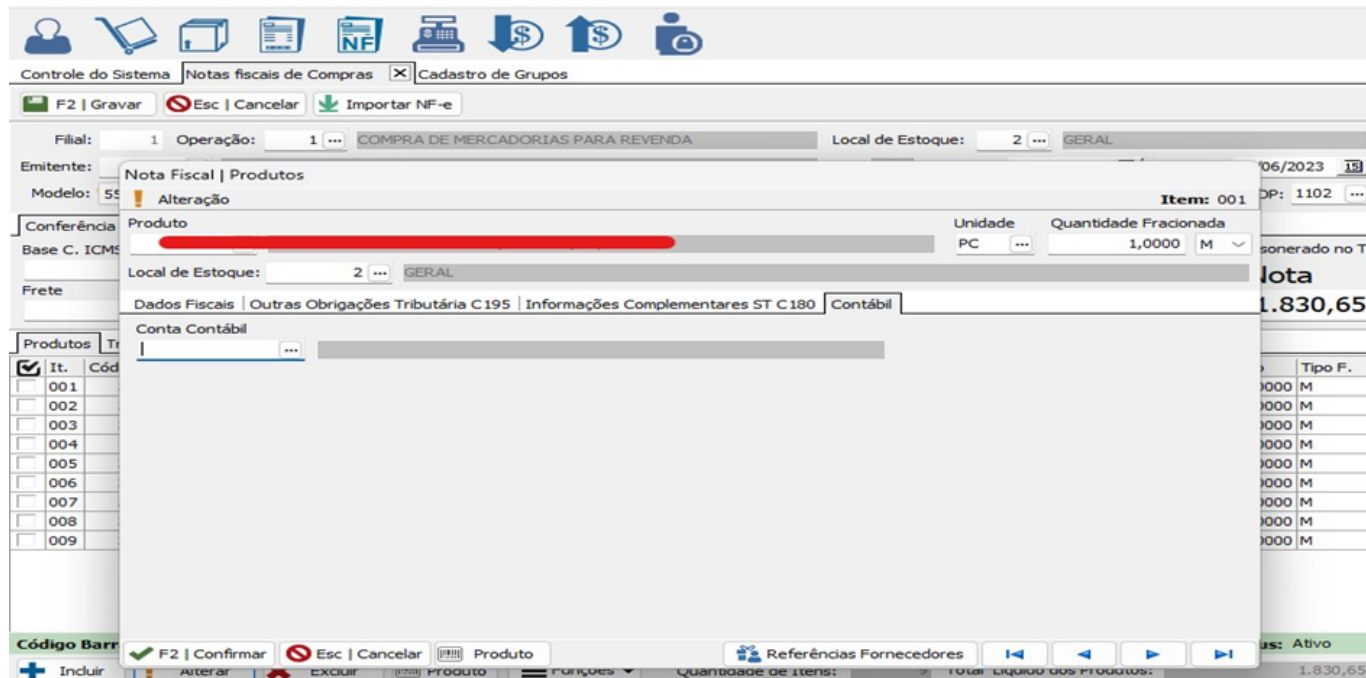 NF
Controle do Sistema Notas fiscais de Compras Cadastro de Grupos
F2 | Gravar Esc | Cancelar Importar NF-e
Filial: 1 Operação: 1 ... COMPRA DE MERCADORIAS PARA REVENDA Local de Estoque: 2 ... GERAL
Emitente: /06/2023 15
Nota Fiscal | Produtos
Modelo: 55 1102 ...
Alteração Item: 001
Conferência Produto Unidade Quantidade Fracionada
Base C. ICMS PC ... 1,0000 M
Local de Estoque: 2 ... GERAL
Frete Nota
1.830,65
Dados Fiscais Outras Obrigações Tributária C195 Informações Complementares ST C180 Contábil
Conta Contábil
...
Produtos
It. Tipo F.
001 M
002 M
003 M
004 M
005 M
006 M
007 M
008 M
009 M
Código Ativo
F2 | Confirmar Esc | Cancelar Produto Referências Fornecedores
Incluir Alterar Excluir Produto Funções Quantidade de Itens: 9 Total Líquido dos Produtos: 1.830,65